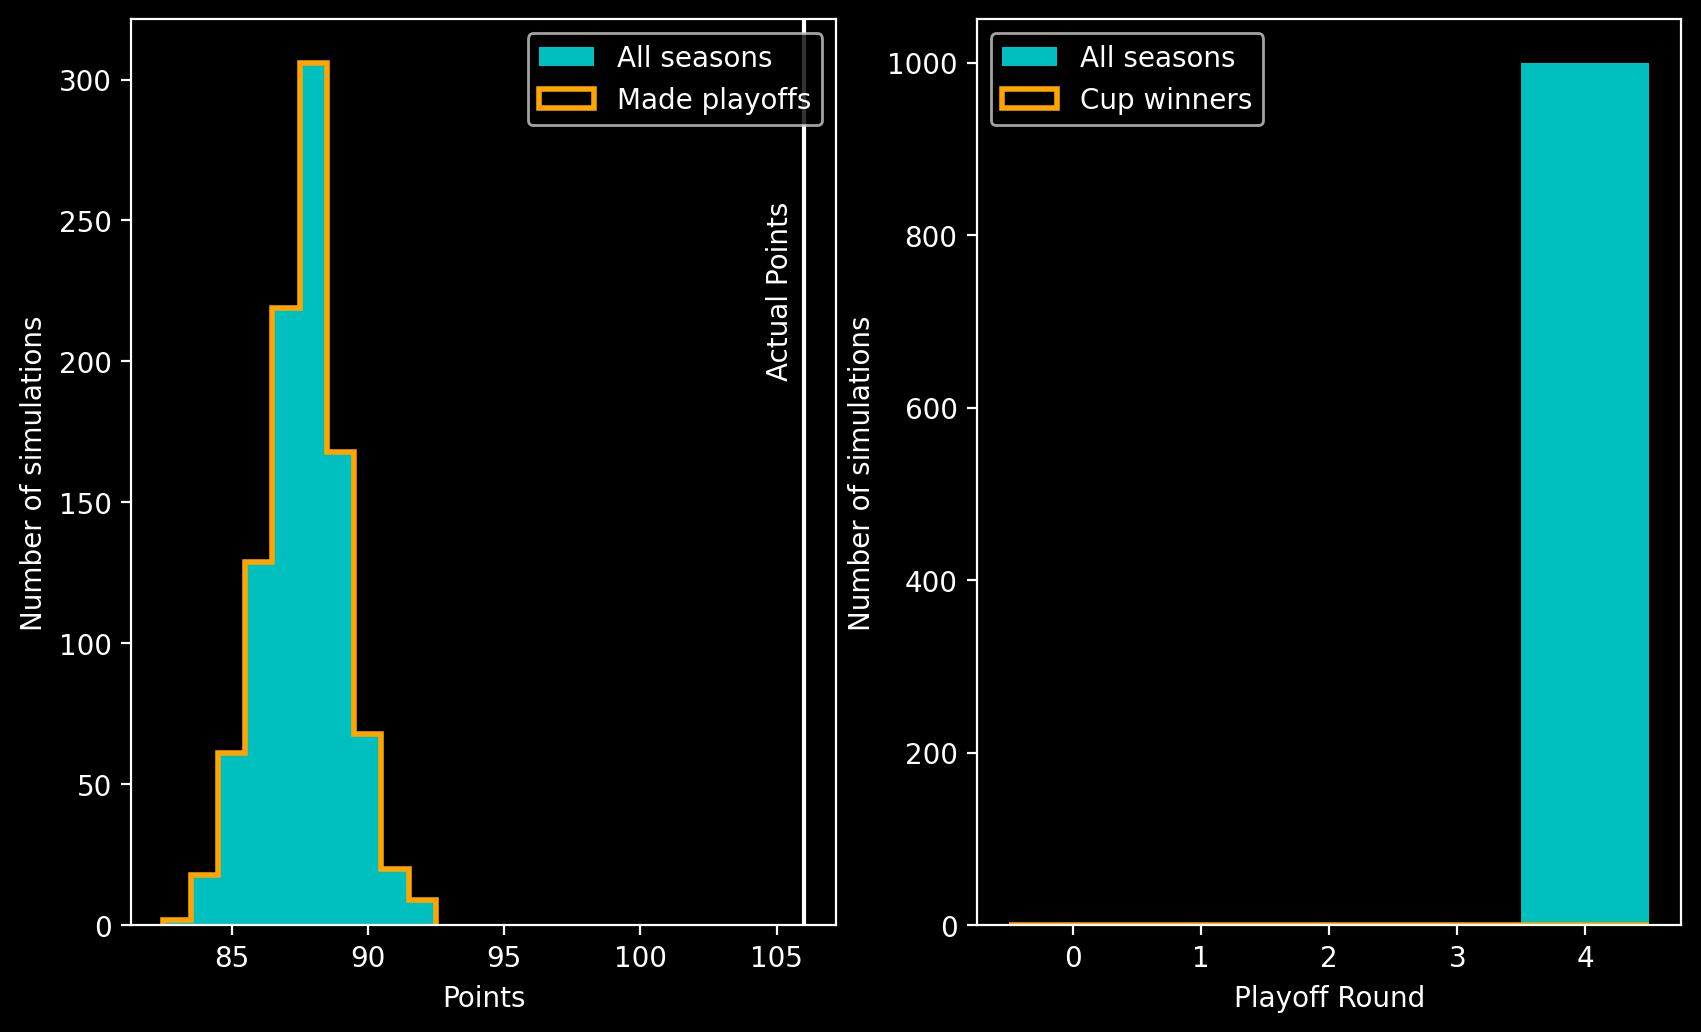 All seasons
Made playoffs
Actual Points
Number of simulations
300
250
200
150
100
50
0
85
90
95
100
105
Points
All seasons
Cup winners
Number of simulations
1000
800
600
400
200
0
0
1
2
3
4
Playoff Round